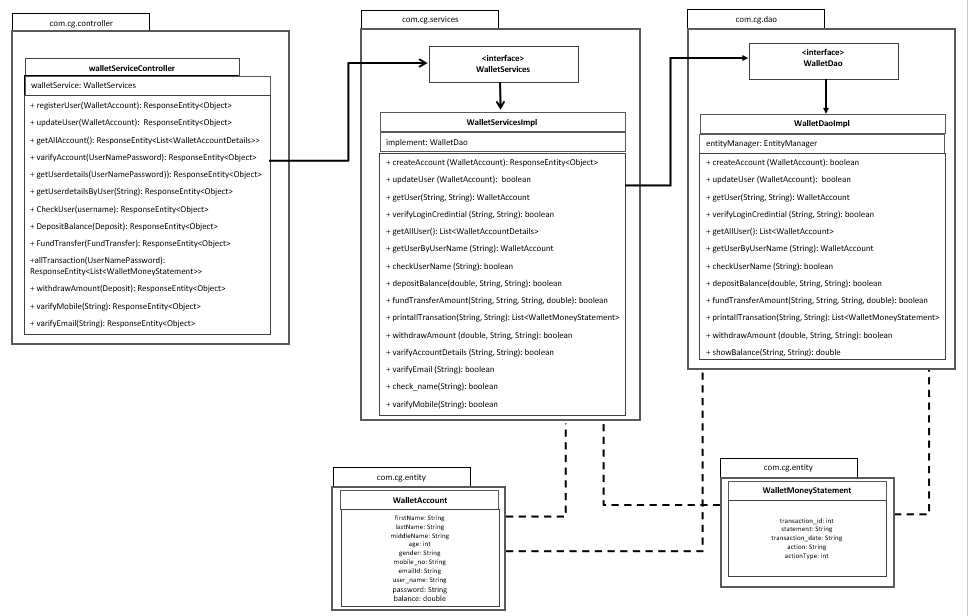 com.cg.controller
walletServiceController
walletService: WalletServices
+ registerUser(WalletAccount): ResponseEntity<Object>
+ updateUser(WalletAccount):  ResponseEntity<Object>
+ getAllAccount(): ResponseEntity<List<WalletAccountDetails>>
+ varifyAccount(UserNamePassword): ResponseEntity<Object>
+ getUserdetails(UserNamePassword)): ResponseEntity<Object>
+ getUserdetailsByUser(String): ResponseEntity<Object>
+ CheckUser(username): ResponseEntity<Object>
+ DepositBalance(Deposit): ResponseEntity<Object>
+ FundTransfer(FundTransfer): ResponseEntity<Object>
+allTransaction(UserNamePassword):
ResponseEntity<List<WalletMoneyStatement>>
+ withdrawAmount(Deposit): ResponseEntity<Object>
+ varifyMobile(String): ResponseEntity<Object>
+ varifyEmail(String): ResponseEntity<Object>
com.cg.services
<interface>
WalletServices
WalletServicesImpl
implement: WalletDao
+ createAccount (WalletAccount): ResponseEntity<Object>
+ updateUser (WalletAccount):  boolean
+ getUser(String, String): WalletAccount
+ verifyLoginCredintial (String, String): boolean
+ getAllUser(): List<WalletAccountDetails>
+ getUserByUserName (String): WalletAccount
+ checkUserName (String): boolean
+ depositBalance(double, String, String): boolean
+ fundTransferAmount(String, String, String, double): boolean
+ printallTransation(String, String): List<WalletMoneyStatement>
+ withdrawAmount (double, String, String): boolean
+ varifyAccountDetails (String, String): boolean
+ varifyEmail (String): boolean
+ check_name(String): boolean
+ varifyMobile(String): boolean
com.cg.dao
<interface>
WalletDao
WalletDaoImpl
entityManager: EntityManager
+ createAccount (WalletAccount): boolean
+ updateUser (WalletAccount):  boolean
+ getUser(String, String): WalletAccount
+ verifyLoginCredintial (String, String): boolean
+ getAllUser(): List<WalletAccount>
+ getUserByUserName (String): WalletAccount
+ checkUserName (String): boolean
+ depositBalance(double, String, String): boolean
+ fundTransferAmount(String, String, String, double): boolean
+ printallTransation(String, String): List<WalletMoneyStatement>
+ withdrawAmount (double, String, String): boolean
+ showBalance(String, String): double
com.cg.entity
WalletAccount
firstName: String
lastName: String
middleName: String
age: int
gender: String
mobile_no: String
emailId: String
user_name: String
password: String
balance: double
com.cg.entity
WalletMoneyStatement
transaction_id: int
statement: String
transaction_date: String
action: String
actionType: int